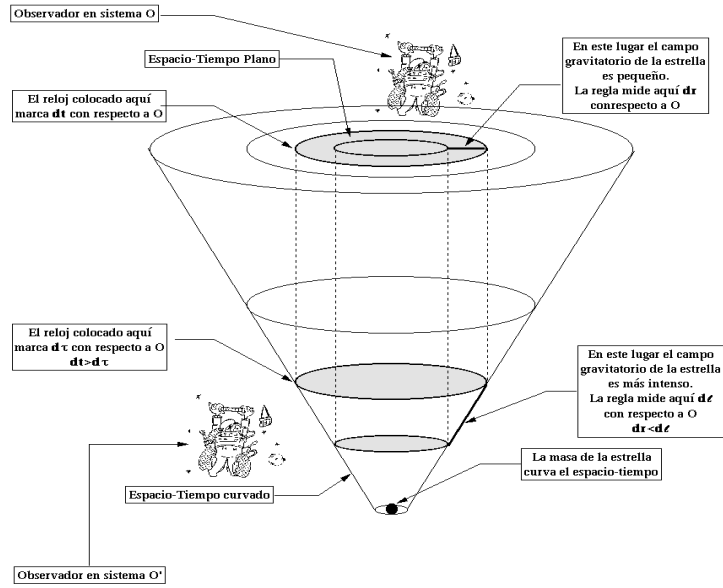 Observador en sistema O
Espacio-Tiempo Plano
El reloj colocado aquí
marca dt con respecto a O
En este lugar el campo
gravitatorio de la estrella
es pequeño.
La regla mide aquí dr
conrespecto a O
El reloj colocado aquí
marca dτ con respecto a O
dt>dτ
En este lugar el campo
gravitatorio de la estrella
es más intenso.
La regla mide aquí dℓ
con respecto a O
dr<dℓ
La masa de la estrella
curva el espacio-tiempo
Espacio-Tiempo curvado
Observador en sistema O'